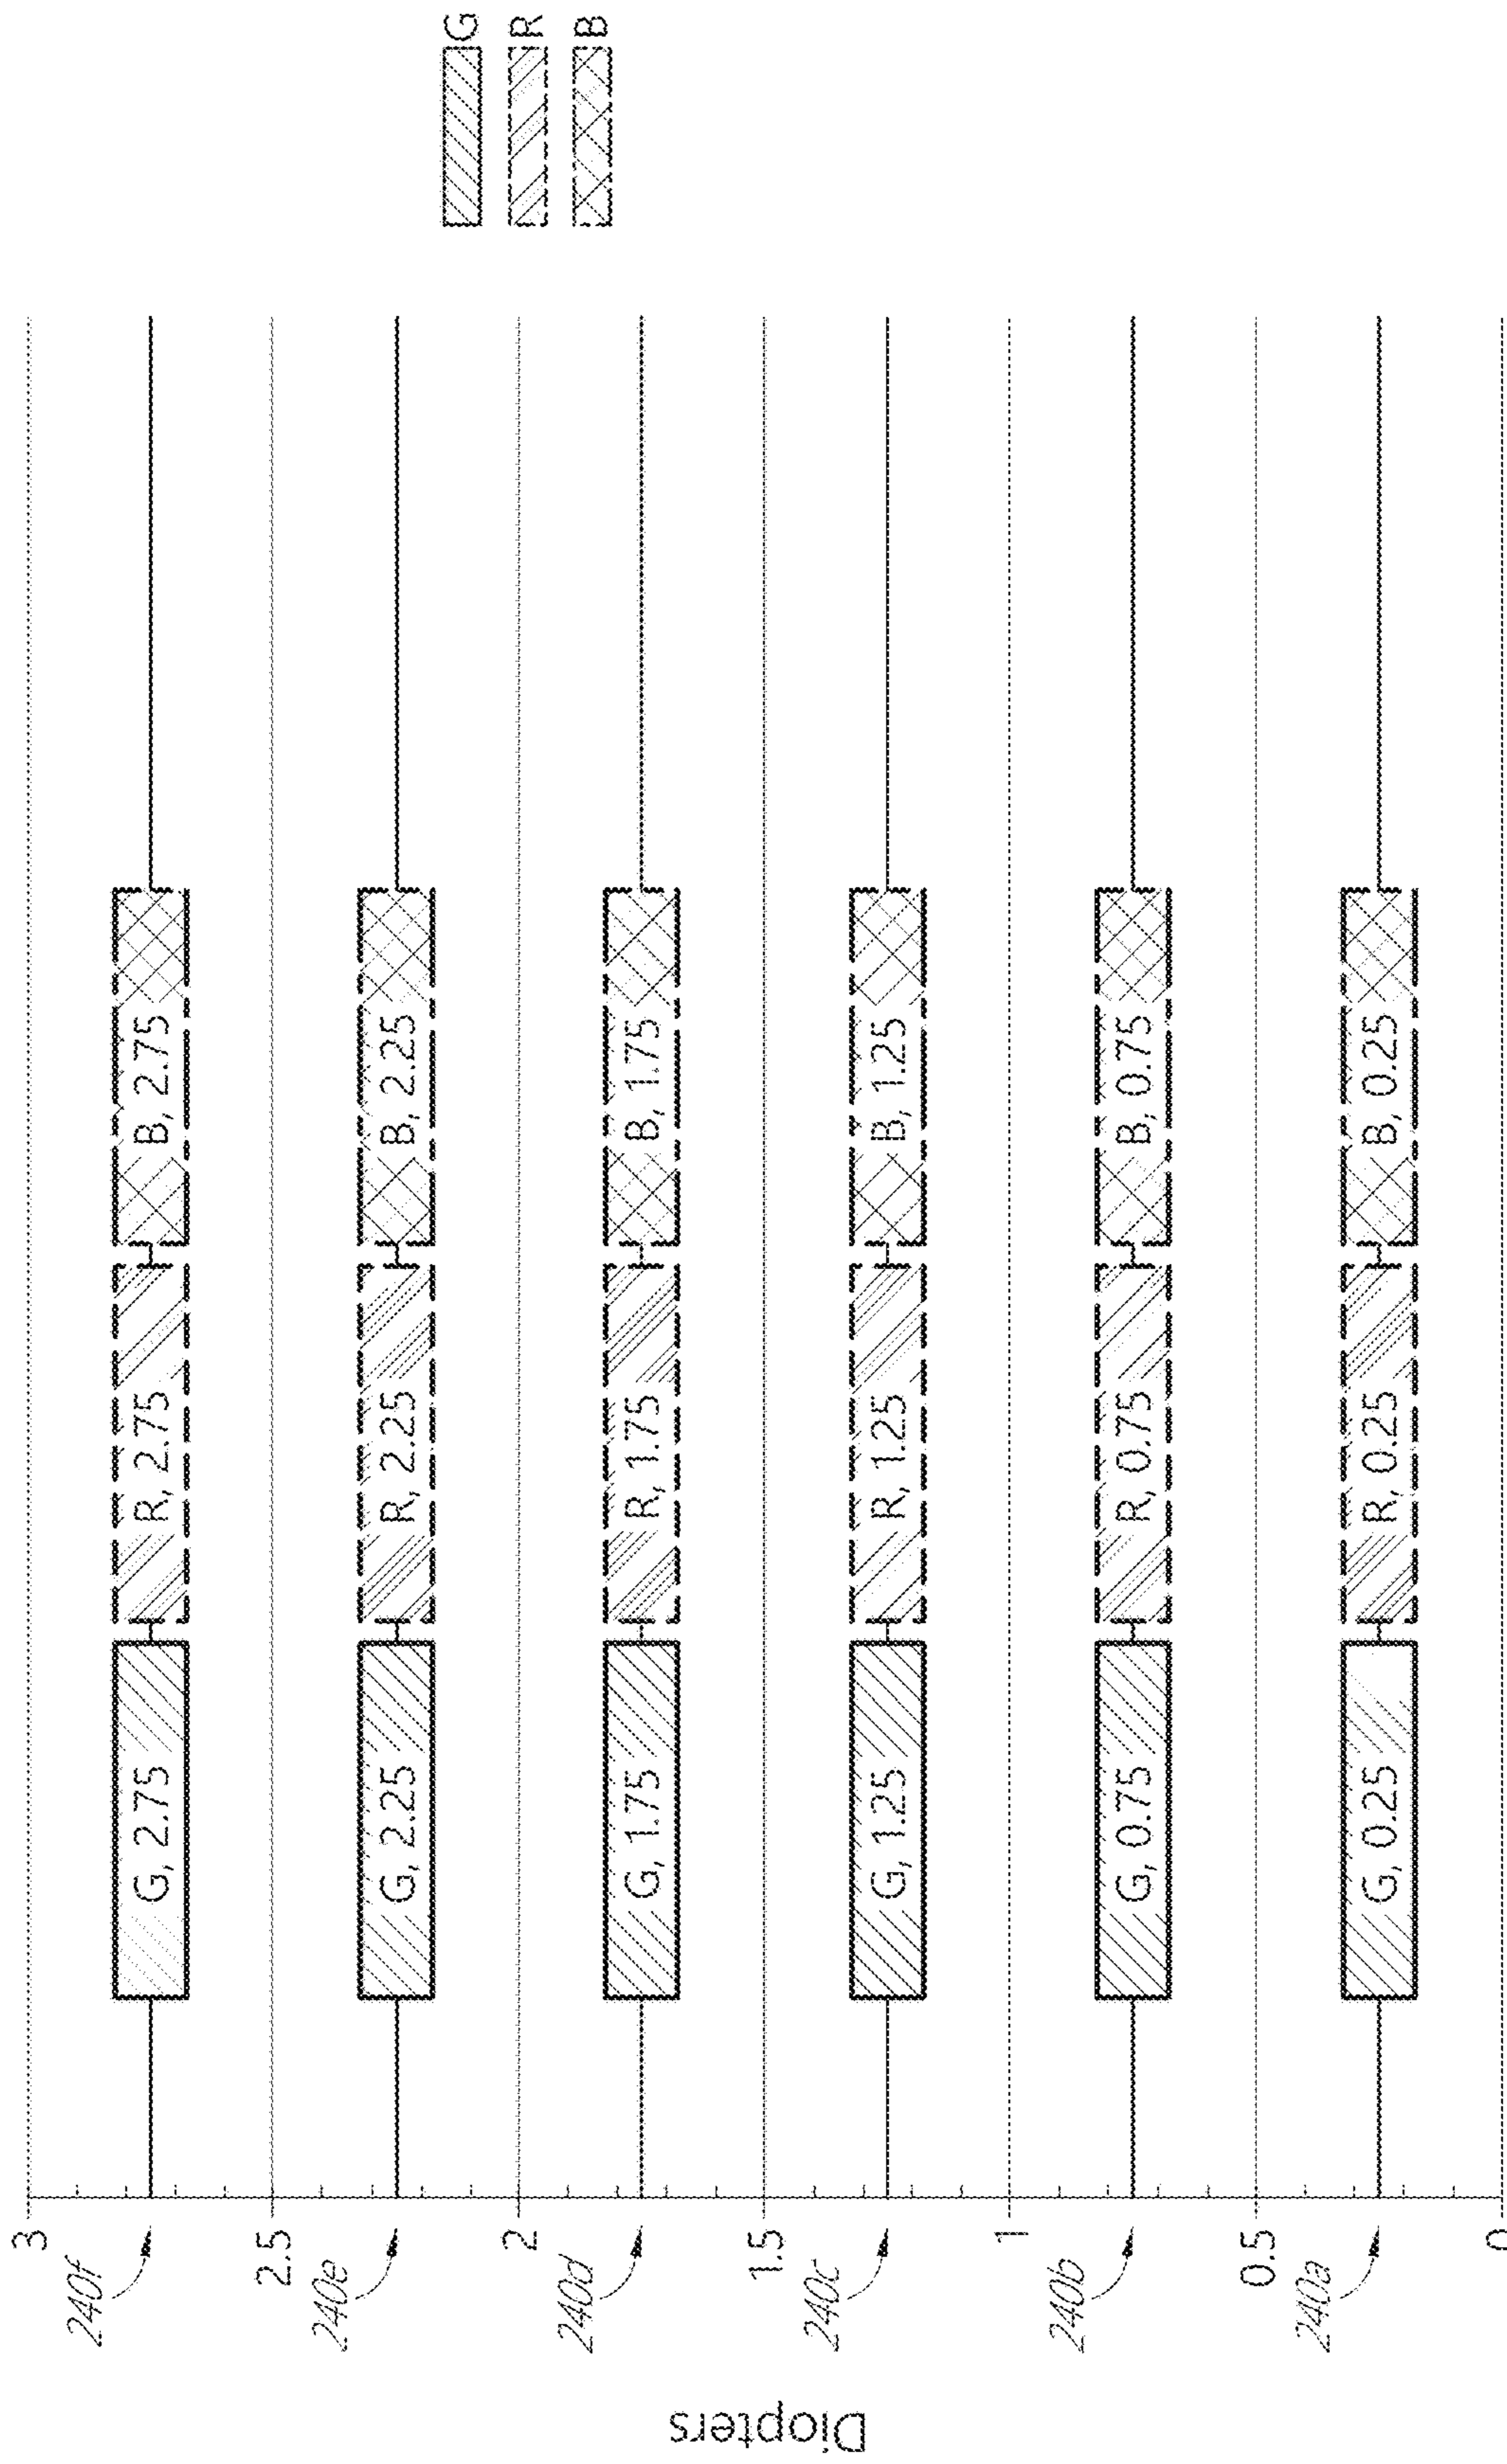 Diopters
3
240f
G, 2.75
R, 2.75
B, 2.75
2.5
240e
G, 2.25
R, 2.25
B, 2.25
2
240d
G, 1.75
R, 1.75
B, 1.75
1.5
240c
G, 1.25
R, 1.25
B, 1.25
1
240b
G, 0.75
R, 0.75
B, 0.75
0.5
240a
G, 0.25
R, 0.25
B, 0.25
0
G
R
B